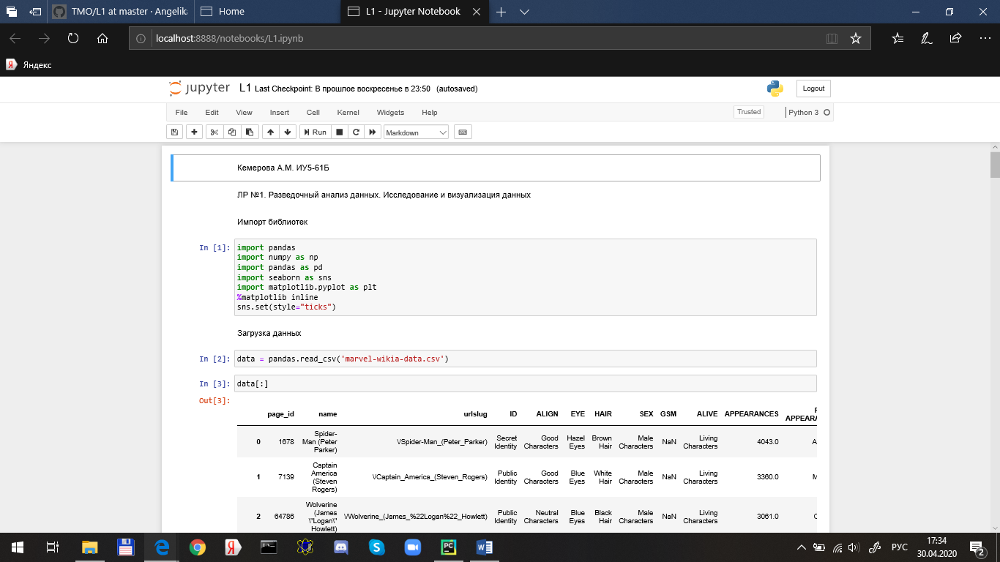 TMO/L1 at master · Angelika
Home
L1 - Jupyter Notebook
localhost:8888/notebooks/L1.ipynb
Я Яндекс
jupyter L1 Last Checkpoint: В прошлое воскресенье в 23:50 (autosaved)
Logout
File Edit View Insert Cell Kernel Widgets Help
Trusted
Python 3
Run
Markdown
Кемерова А.М. ИУ5-61Б
ЛР №1. Разведочный анализ данных. Исследование и визуализация данных
Импорт библиотек
In [1]:
import pandas
import numpy as np
import pandas as pd
import seaborn as sns
import matplotlib.pyplot as plt
%matplotlib inline
sns.set(style="ticks")
Загрузка данных
In [2]: data = pandas.read_csv('marvel-wikia-data.csv')
In [3]: data[:]
Out[3]:
page_id name urlslug ID ALIGN EYE HAIR SEX GSM ALIVE APPEARANCES F APPEARA
0 1678 Spider-Man (Peter Parker) \/Spider-Man_(Peter_Parker) Secret Identity Good Characters Hazel Eyes Brown Hair Male Characters NaN Living Characters 4043.0 A
1 7139 Captain America (Steven Rogers) \/Captain_America_(Steven_Rogers) Public Identity Good Characters Blue Eyes White Hair Male Characters NaN Living Characters 3360.0 M
2 64786 Wolverine (James \"Logan\" Howlett) \/Wolverine_(James_%22Logan%22_Howlett) Public Identity Neutral Characters Blue Eyes Black Hair Male Characters NaN Living Characters 3061.0 O
РУС
17:34
30.04.2020
2